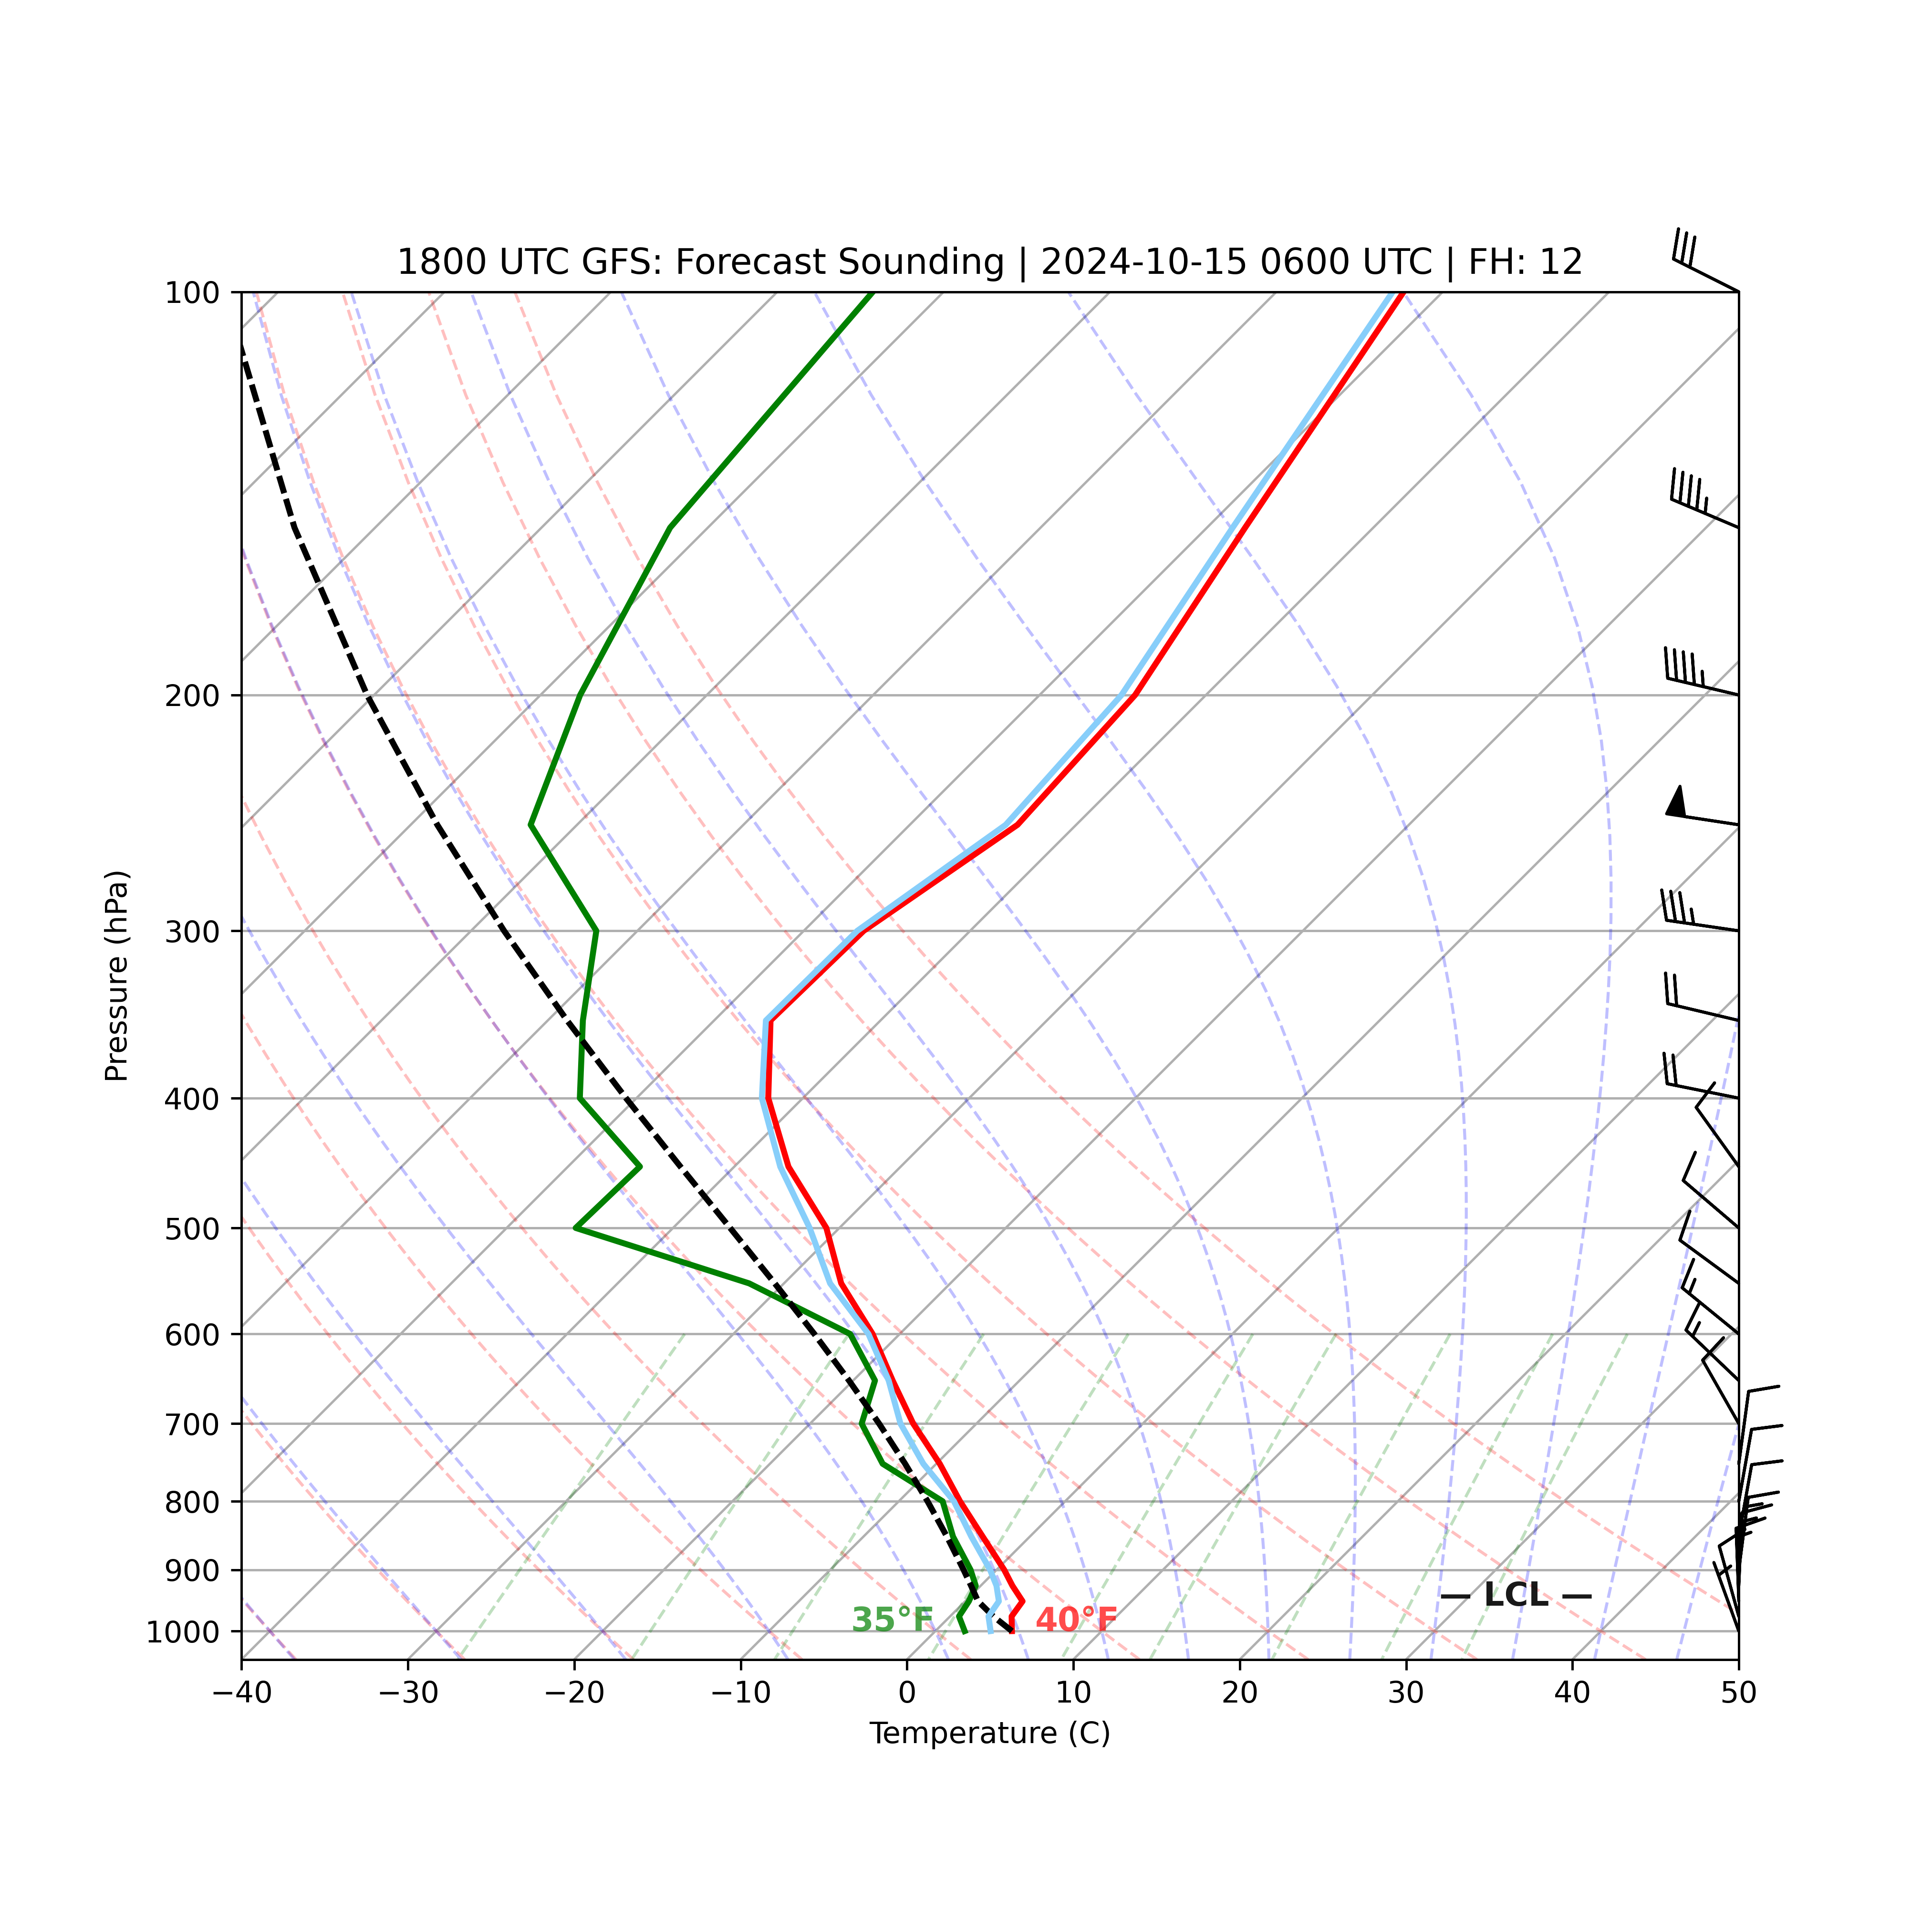 1800 UTC GFS: Forecast Sounding | 2024-10-15 0600 UTC | FH: 12
100
200
300
400
500
600
700
800
900
1000
Pressure (hPa)
— LCL —
35°F
40°F
−40 −30 −20 −10 0 10 20 30 40 50
Temperature (C)